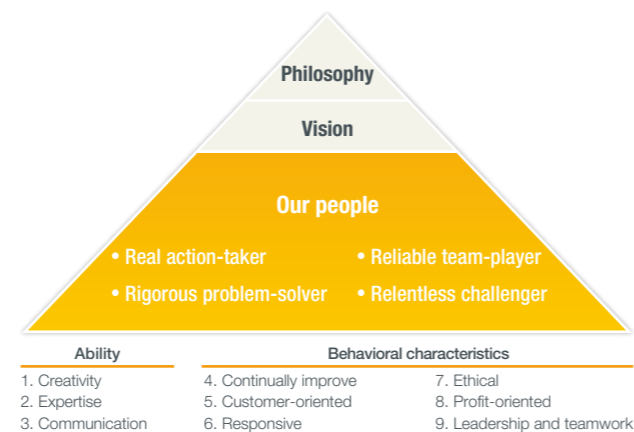 Philosophy
Vision
Our people
• Real action-taker
• Reliable team-player
• Rigorous problem-solver
• Relentless challenger
Ability
1. Creativity
2. Expertise
3. Communication
Behavioral characteristics
4. Continually improve
5. Customer-oriented
6. Responsive
7. Ethical
8. Profit-oriented
9. Leadership and teamwork